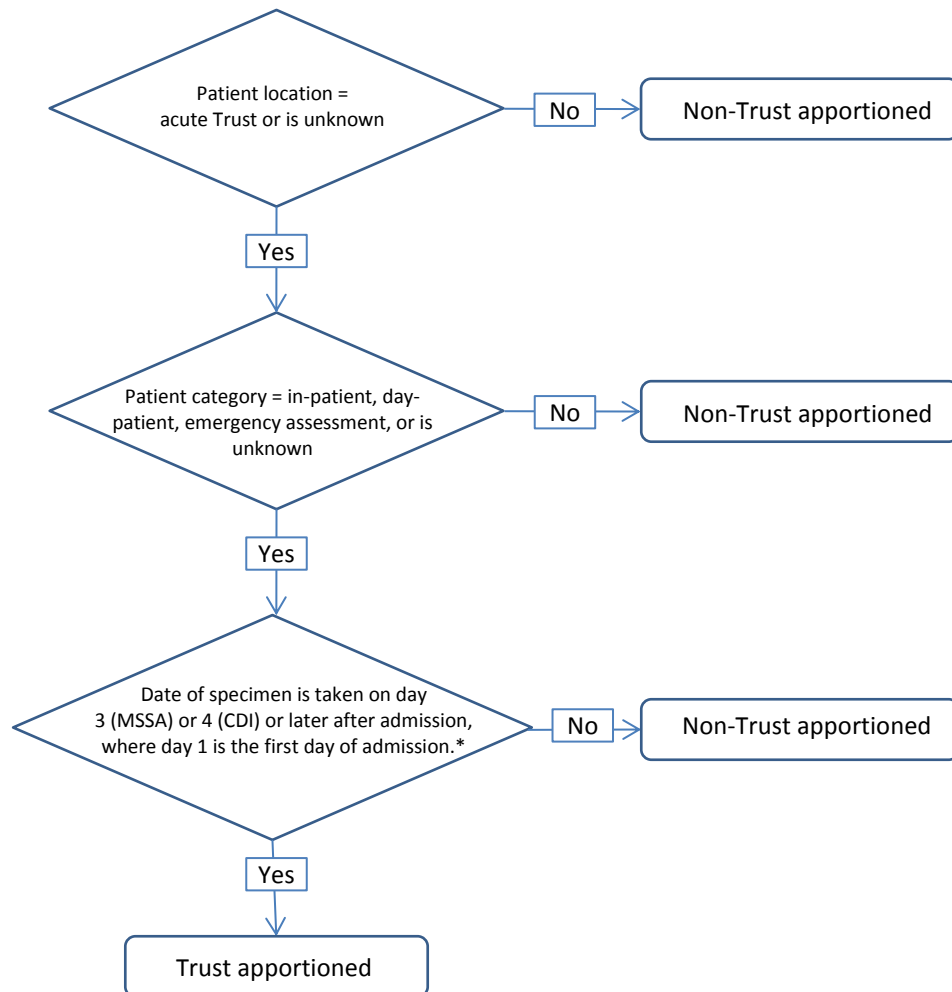 Patient location =
acute Trust or is unknown
No
Non-Trust apportioned
Yes
Patient category = in-patient, day-
patient, emergency assessment, or is
unknown
No
Non-Trust apportioned
Yes
Date of specimen is taken on day
3 (MSSA) or 4 (CDI) or later after admission,
where day 1 is the first day of admission.*
No
Non-Trust apportioned
Yes
Trust apportioned